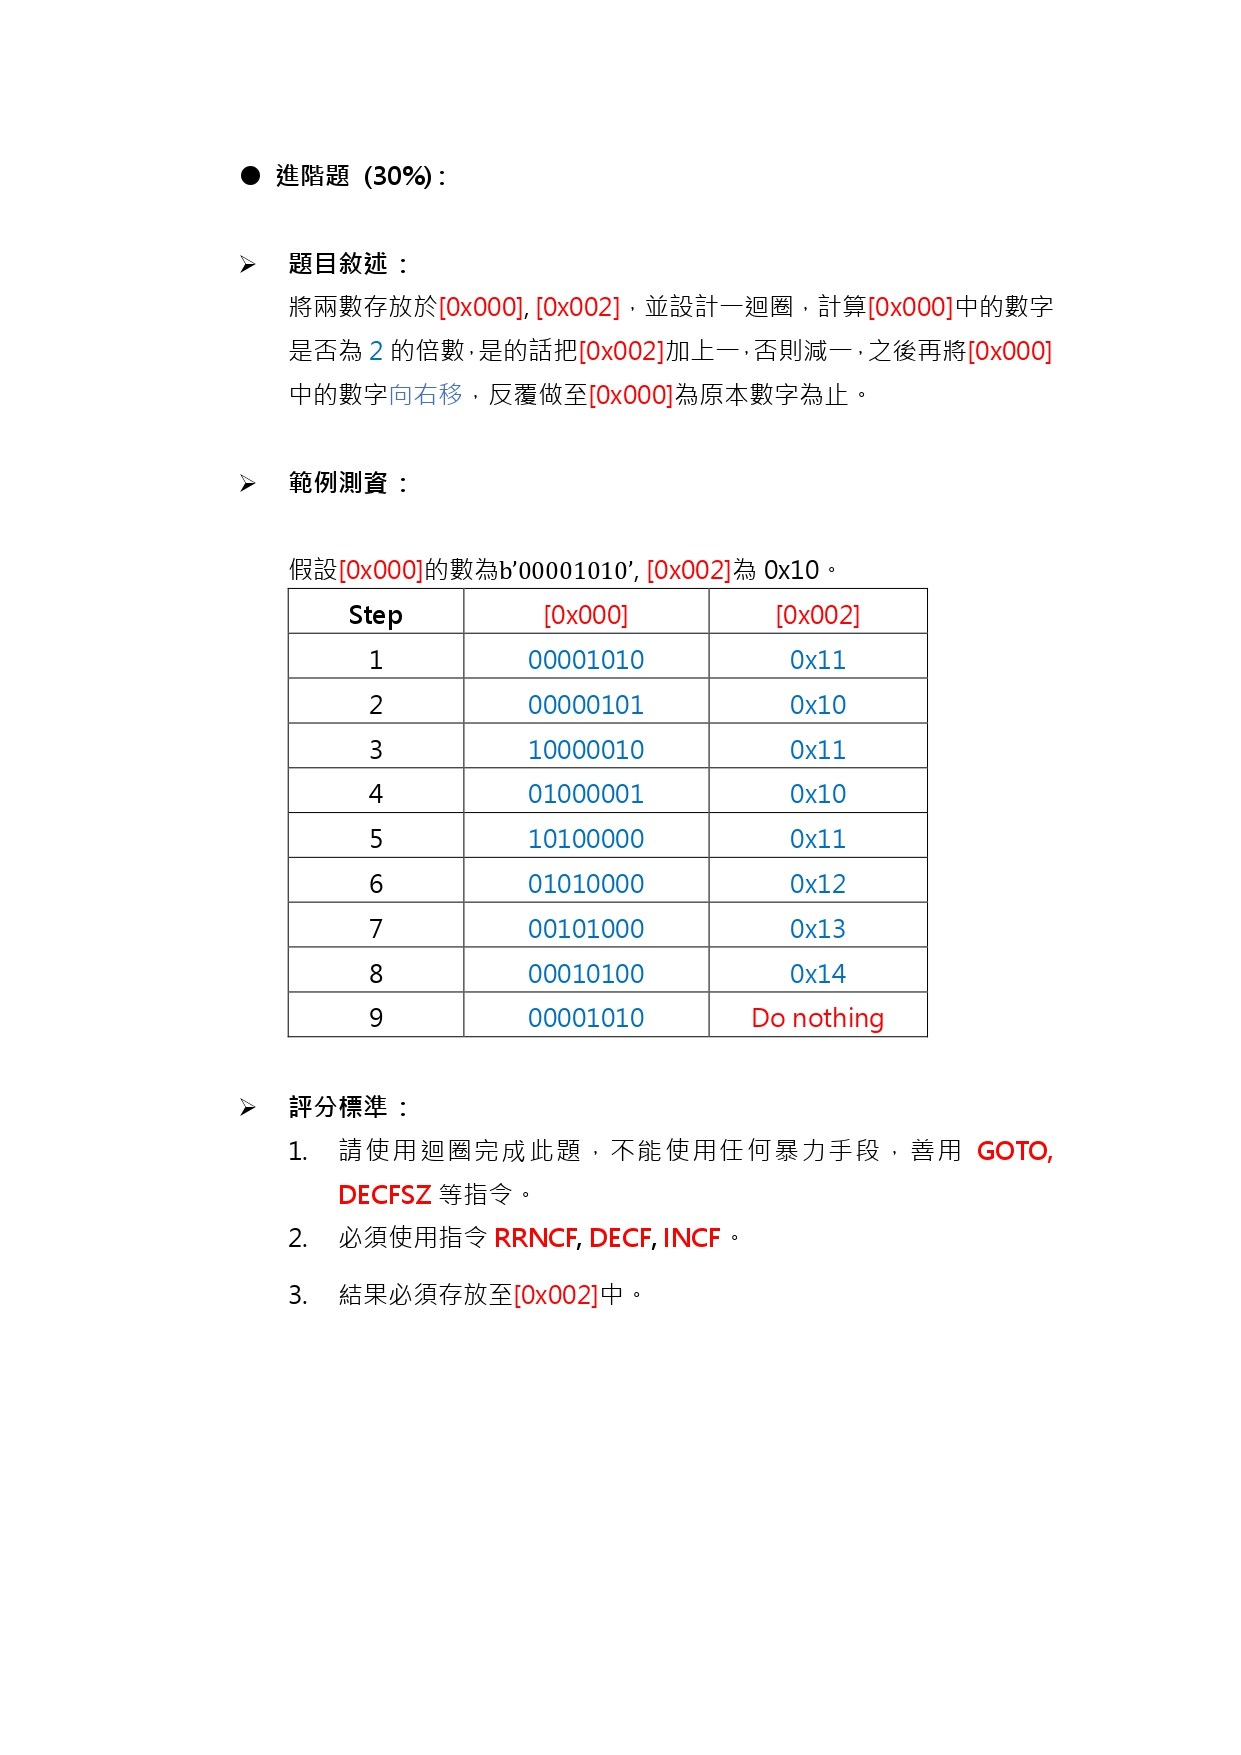 ● 進階題 (30%) :
➢ 題目敘述 :
將兩數存放於[0x000], [0x002]，並設計一迴圈，計算[0x000]中的數字
是否為 2 的倍數，是的話把[0x002]加上一，否則減一，之後再將[0x000]
中的數字向右移，反覆做至[0x000]為原本數字為止。
➢ 範例測資 :
假設[0x000]的數為b’00001010’, [0x002]為 0x10。
Step [0x000] [0x002]
1 00001010 0x11
2 00000101 0x10
3 10000010 0x11
4 01000001 0x10
5 10100000 0x11
6 01010000 0x12
7 00101000 0x13
8 00010100 0x14
9 00001010 Do nothing
➢ 評分標準 :
1. 請使用迴圈完成此題，不能使用任何暴力手段，善用 GOTO,
DECFSZ 等指令。
2. 必須使用指令 RRNCF, DECF, INCF。
3. 結果必須存放至[0x002]中。